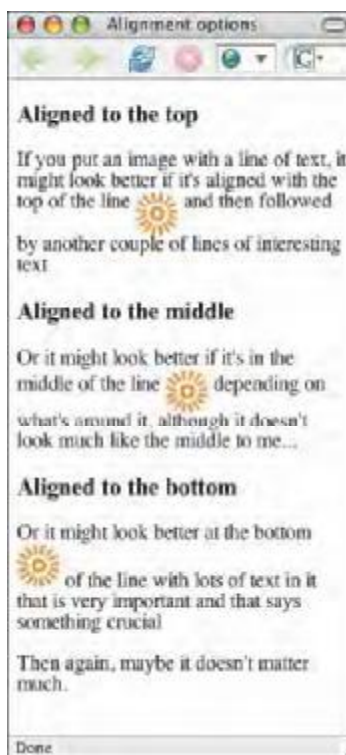 Alignment options
Aligned to the top
If you put an image with a line of text, it
might look better if it's aligned with the
top of the line and then followed
by another couple of lines of interesting
text
Aligned to the middle
Or it might look better if it's in the
middle of the line depending on
what's around it, although it doesn't
look much like the middle to me...
Aligned to the bottom
Or it might look better at the bottom
of the line with lots of text in it
that is very important and that says
something crucial
Then again, maybe it doesn't matter
much.
Done